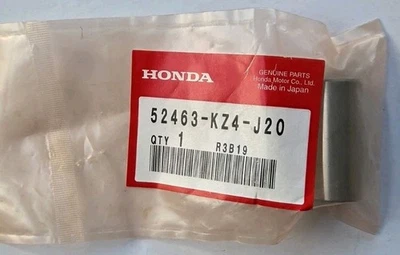 HONDA
GENUINE PARTS
Honda Motor Co., Ltd.
Made in Japan
52463-KZ4-J20
QTY 1 R3B19